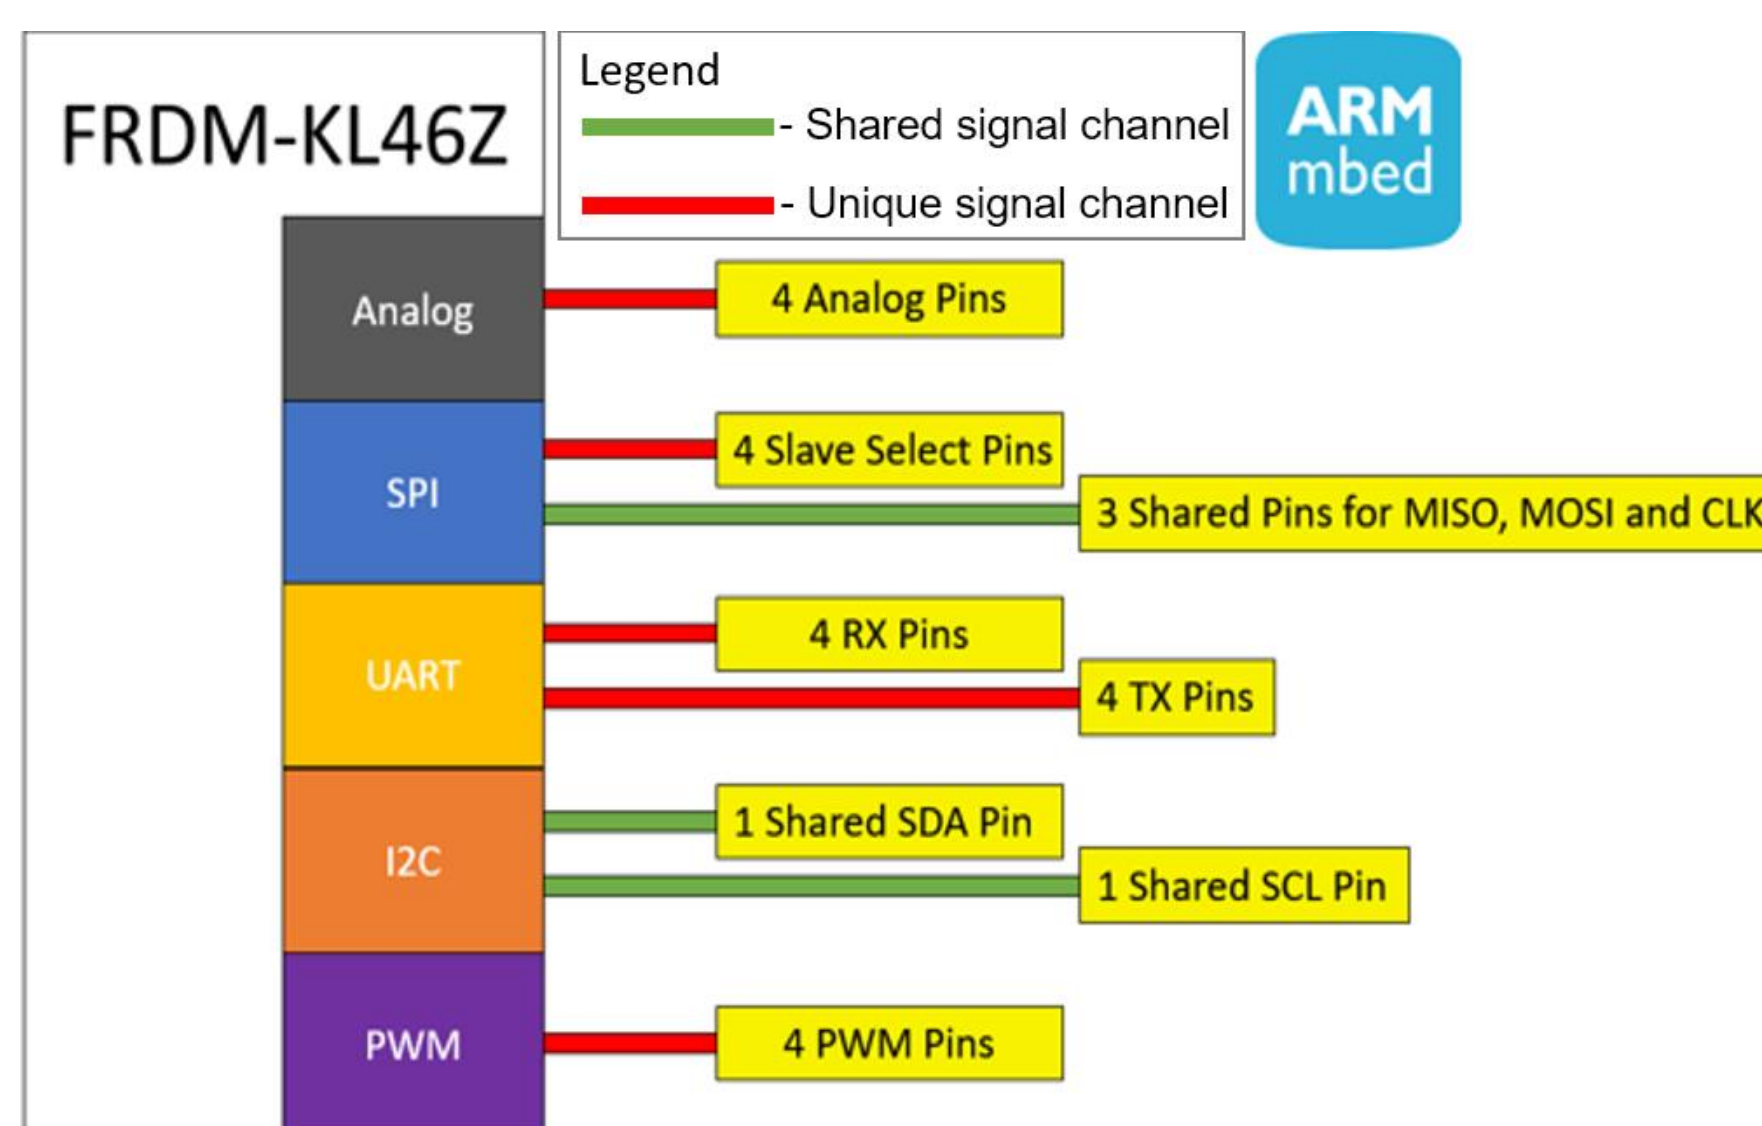 FRDM-KL46Z
Legend
- Shared signal channel
- Unique signal channel
ARM
mbed
Analog
4 Analog Pins
SPI
4 Slave Select Pins
3 Shared Pins for MISO, MOSI and CLK
UART
4 RX Pins
4 TX Pins
I2C
1 Shared SDA Pin
1 Shared SCL Pin
PWM
4 PWM Pins